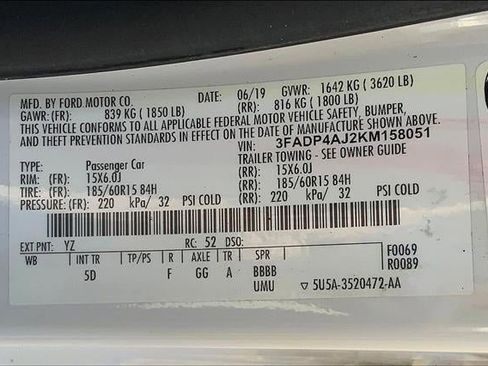 MFD. BY FORD MOTOR CO. DATE: 06/19 GVWR: 1642 KG ( 3620 LB)
GAWR: (FR): 839 KG ( 1850 LB) (RR): 816 KG ( 1800 LB)
THIS VEHICLE CONFORMS TO ALL APPLICABLE FEDERAL MOTOR VEHICLE SAFETY, BUMPER,
AND THEFT PREVENTION STANDARDS IN EFFECT ON THE DATE OF MANUFACTURE SHOWN ABOVE.
VIN: 3FADP4AJ2KM158051
TYPE: Passenger Car TRAILER TOWING - SEE OWNER GUIDE
RIM: (FR): 15X6.0J (RR): 15X6.0J
TIRE: (FR): 185/60R15 84H (RR): 185/60R15 84H
PRESSURE: (FR): 220 kPa/ 32 PSI COLD (RR): 220 kPa/ 32 PSI COLD
EXT PNT: YZ RC: 52 DSO:
WB INT TR TP/PS R AXLE TR SPR F0069
5D F GG A BBBB R0089
UMU ▽ 5U5A-3520472-AA